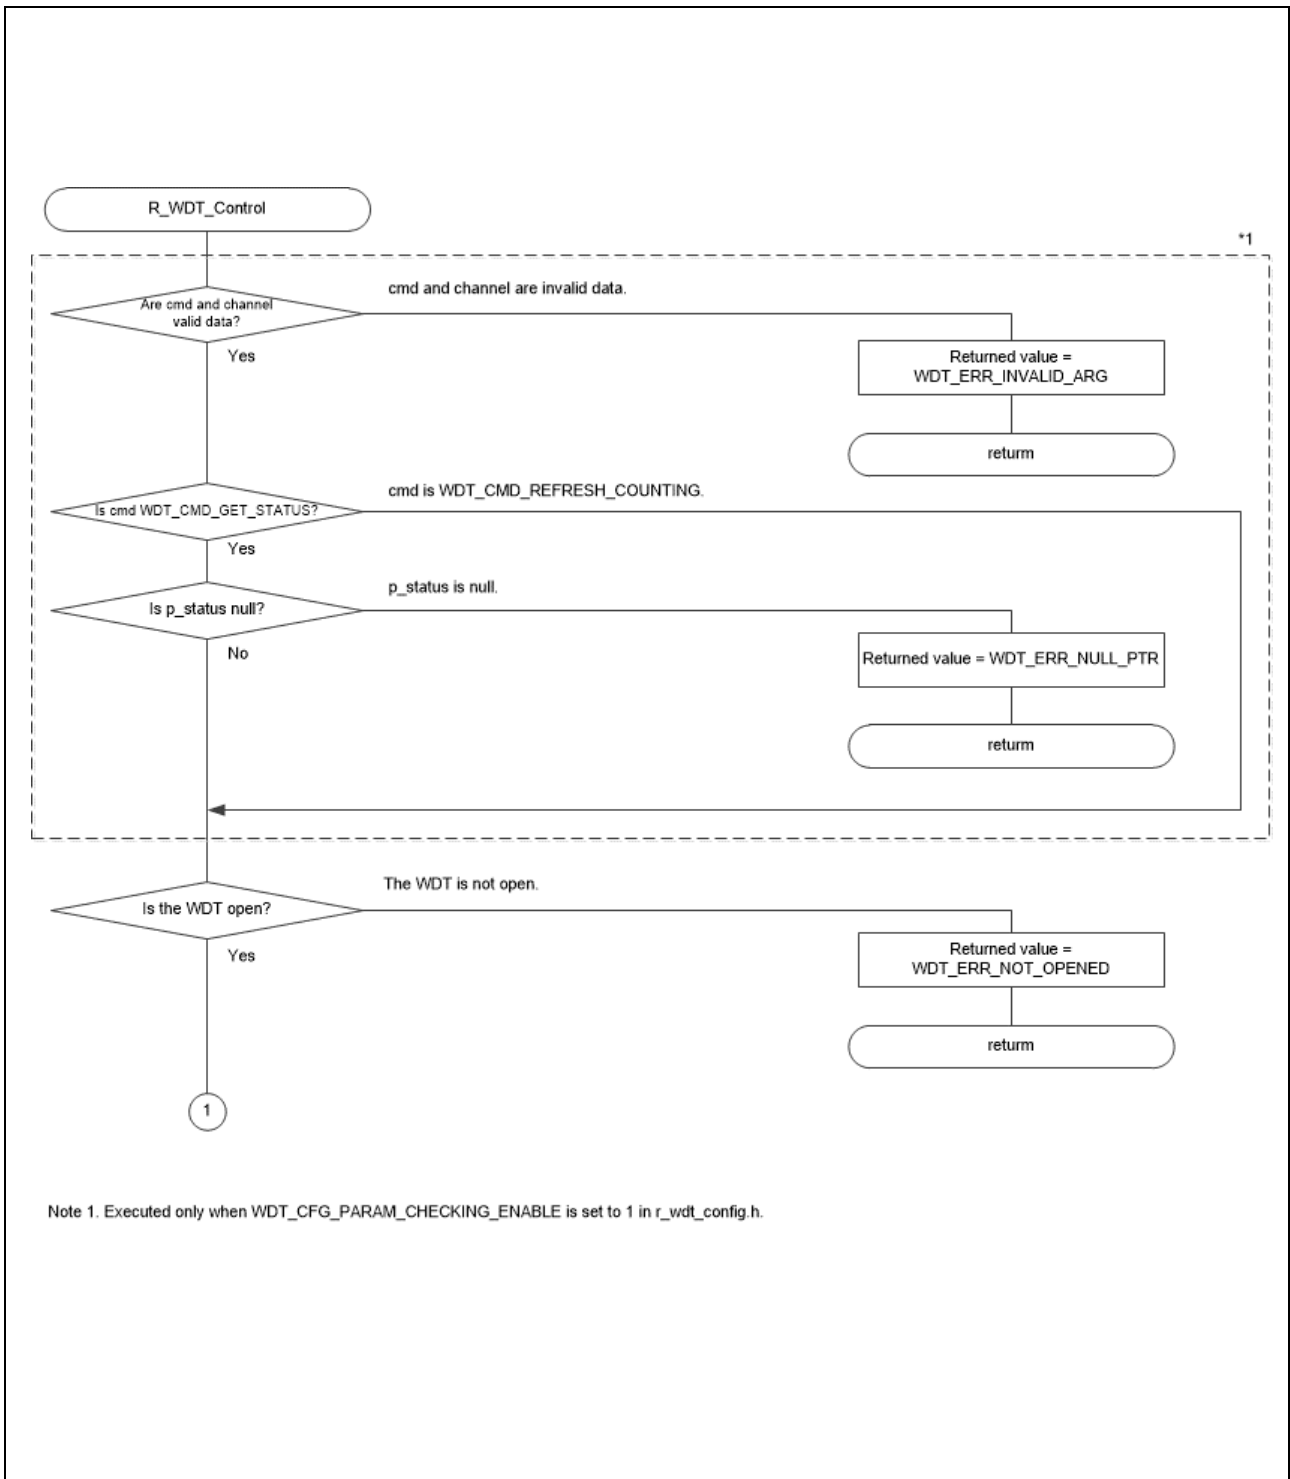 R_WDT_Control
*1
Are cmd and channel
valid data?
cmd and channel are invalid data.
Yes
Returned value =
WDT_ERR_INVALID_ARG
returm
Is cmd WDT_CMD_GET_STATUS?
cmd is WDT_CMD_REFRESH_COUNTING.
Yes
Is p_status null?
p_status is null.
No
Returned value = WDT_ERR_NULL_PTR
returm
Is the WDT open?
The WDT is not open.
Yes
Returned value =
WDT_ERR_NOT_OPENED
returm
1
Note 1. Executed only when WDT_CFG_PARAM_CHECKING_ENABLE is set to 1 in r_wdt_config.h.